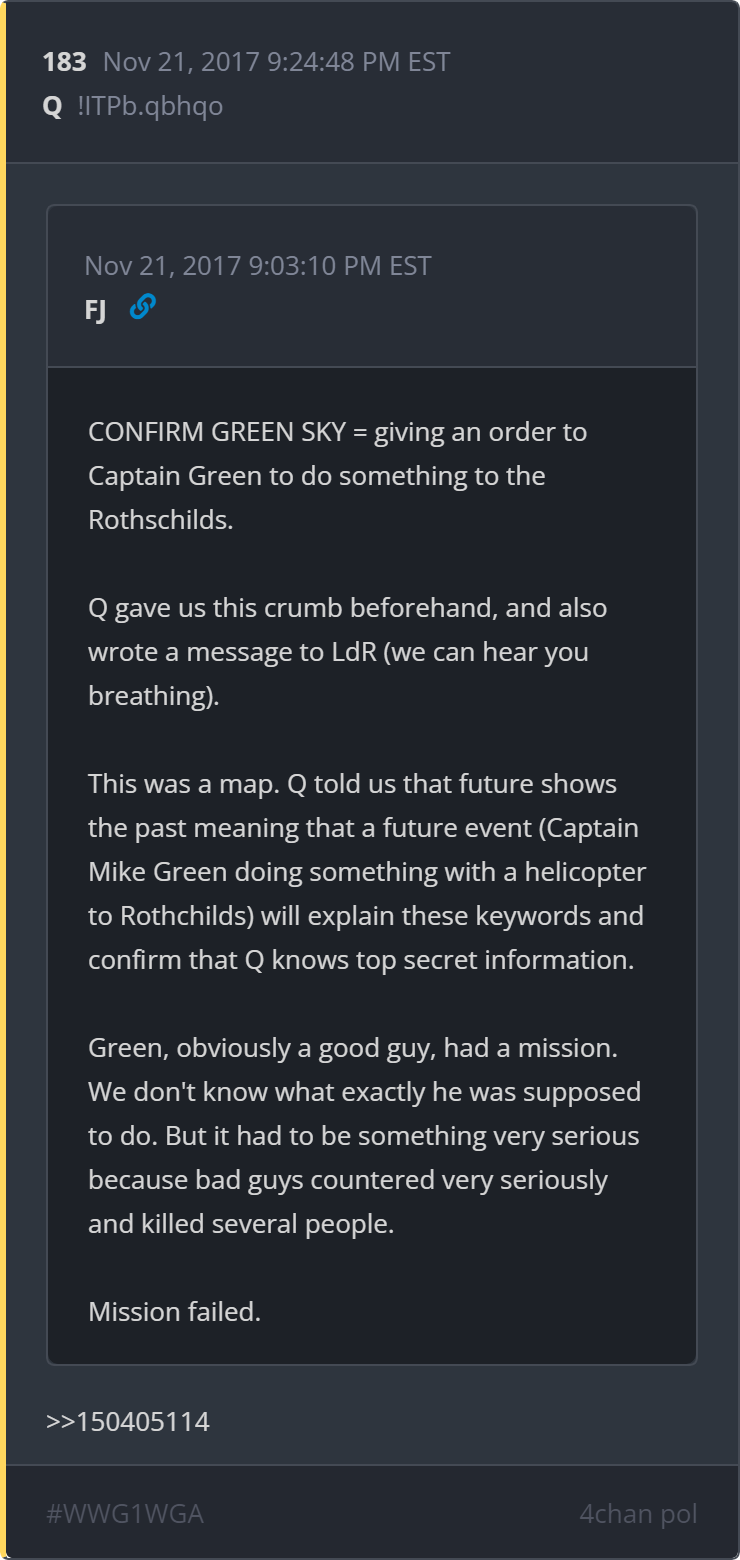 183 Nov 21, 2017 9:24:48 PM EST
Q !ITPb.qbhqo
Nov 21, 2017 9:03:10 PM EST
FJ
CONFIRM GREEN SKY = giving an order to
Captain Green to do something to the
Rothschilds.
Q gave us this crumb beforehand, and also
wrote a message to LdR (we can hear you
breathing).
This was a map. Q told us that future shows
the past meaning that a future event (Captain
Mike Green doing something with a helicopter
to Rothchilds) will explain these keywords and
confirm that Q knows top secret information.
Green, obviously a good guy, had a mission.
We don't know what exactly he was supposed
to do. But it had to be something very serious
because bad guys countered very seriously
and killed several people.
Mission failed.
>>150405114
#WWG1WGA 4chan pol